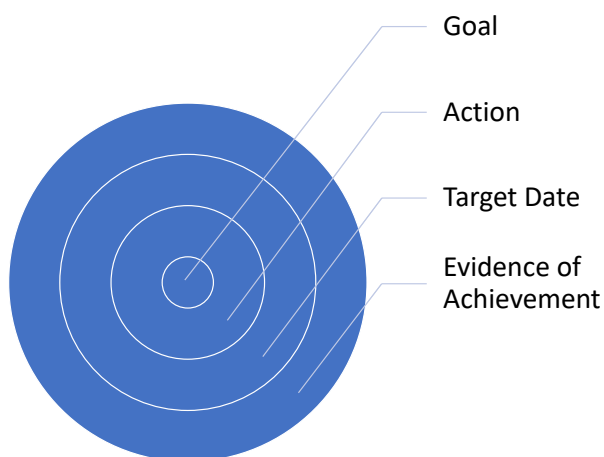 Goal
Action
Target Date
Evidence of
Achievement